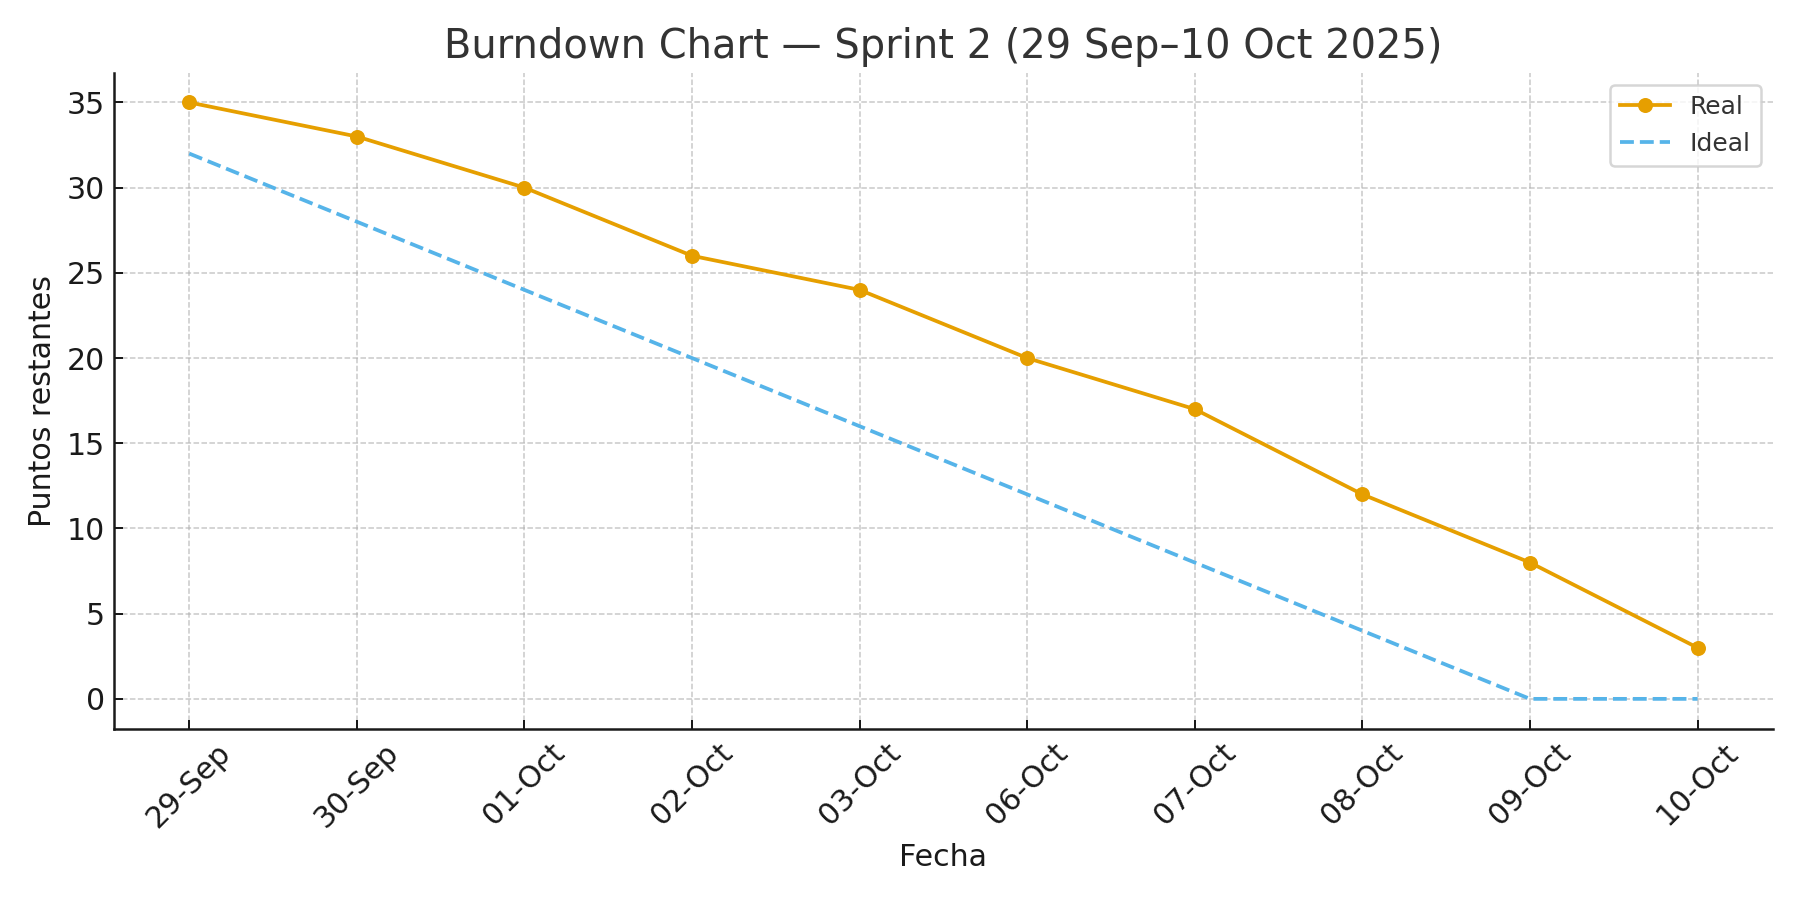 Burndown Chart — Sprint 2 (29 Sep–10 Oct 2025)
Real
Ideal
Puntos restantes
35
30
25
20
15
10
5
0
29-Sep
30-Sep
01-Oct
02-Oct
03-Oct
06-Oct
07-Oct
08-Oct
09-Oct
10-Oct
Fecha